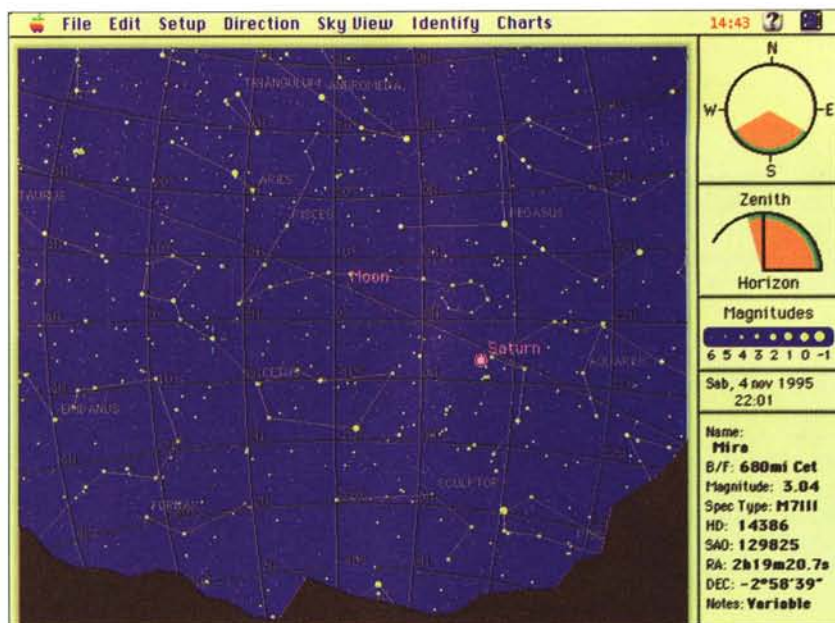 File Edit Setup Direction Sky View Identify Charts 14:43 ?
TRIANGULUM ANDROMEDA
ARIES
TAURUS
PISCES
PEGASUS
Moon
Saturn
CETUS
AQUARIUS
ERIDANUS
SCULPTOR
FORNAX
N
W
E
S
Zenith
Horizon
Magnitudes
6 5 4 3 2 1 0 -1
Sab, 4 nov 1995
22:01
Name:
Mira
B/F: 680mi Cet
Magnitude: 3.04
Spec Type: M7III
HD: 14386
SAO: 129825
RA: 2h19m20.7s
DEC: -2°58'39"
Notes: Variable